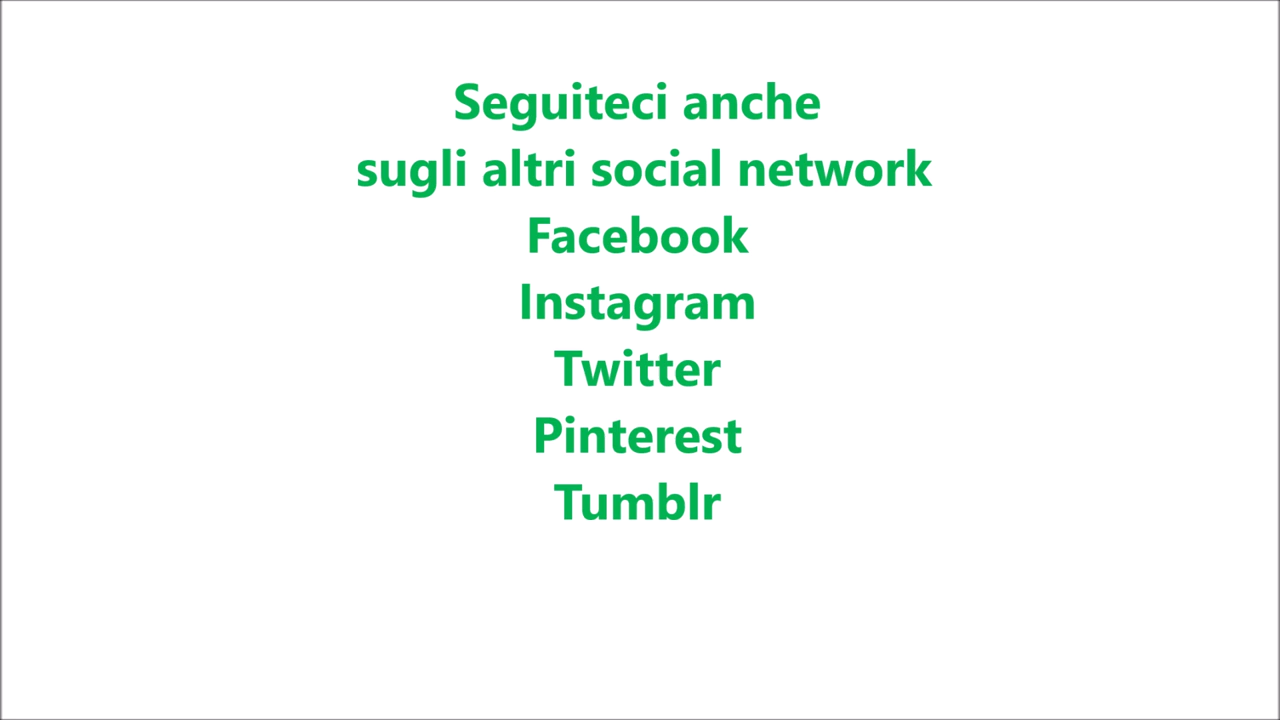 Seguiteci anche
sugli altri social network
Facebook
Instagram
Twitter
Pinterest
Tumblr